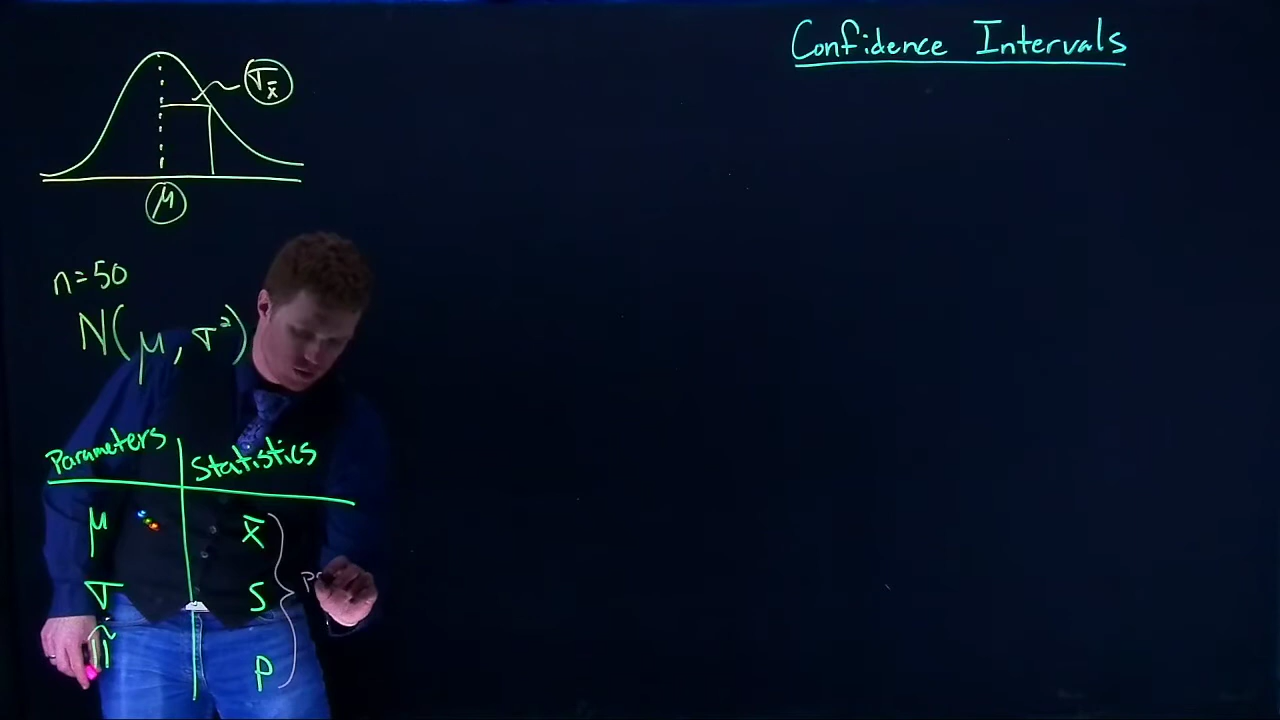 Confidence Intervals
σx̄
μ
n=50
N(μ, σ²)
Parameters Statistics
μ x̄
σ s
π p